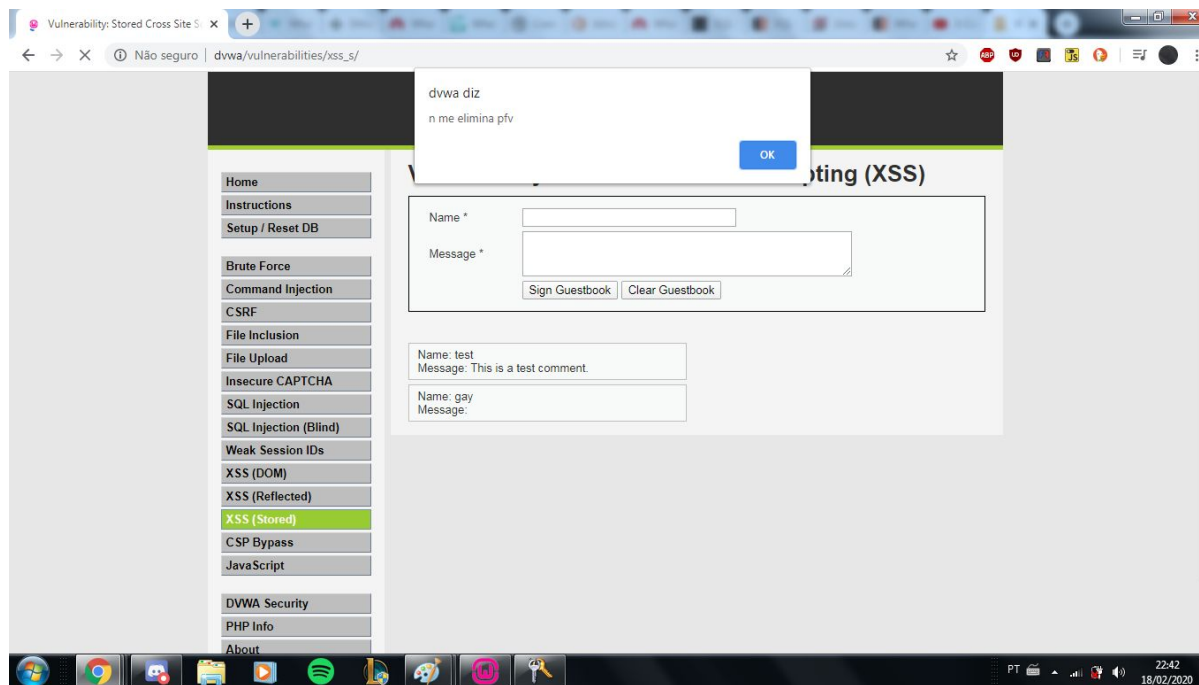 Vulnerability: Stored Cross Site S
Não seguro
dvwa/vulnerabilities/xss_s/
ABP
JS
dvwa diz
n me elimina pfv
OK
pting (XSS)
Home
Instructions
Setup / Reset DB
Brute Force
Command Injection
CSRF
File Inclusion
File Upload
Insecure CAPTCHA
SQL Injection
SQL Injection (Blind)
Weak Session IDs
XSS (DOM)
XSS (Reflected)
XSS (Stored)
CSP Bypass
JavaScript
DVWA Security
PHP Info
About
Name *
Message *
Sign Guestbook
Clear Guestbook
Name: test
Message: This is a test comment.
Name: gay
Message:
PT
22:42
18/02/2020